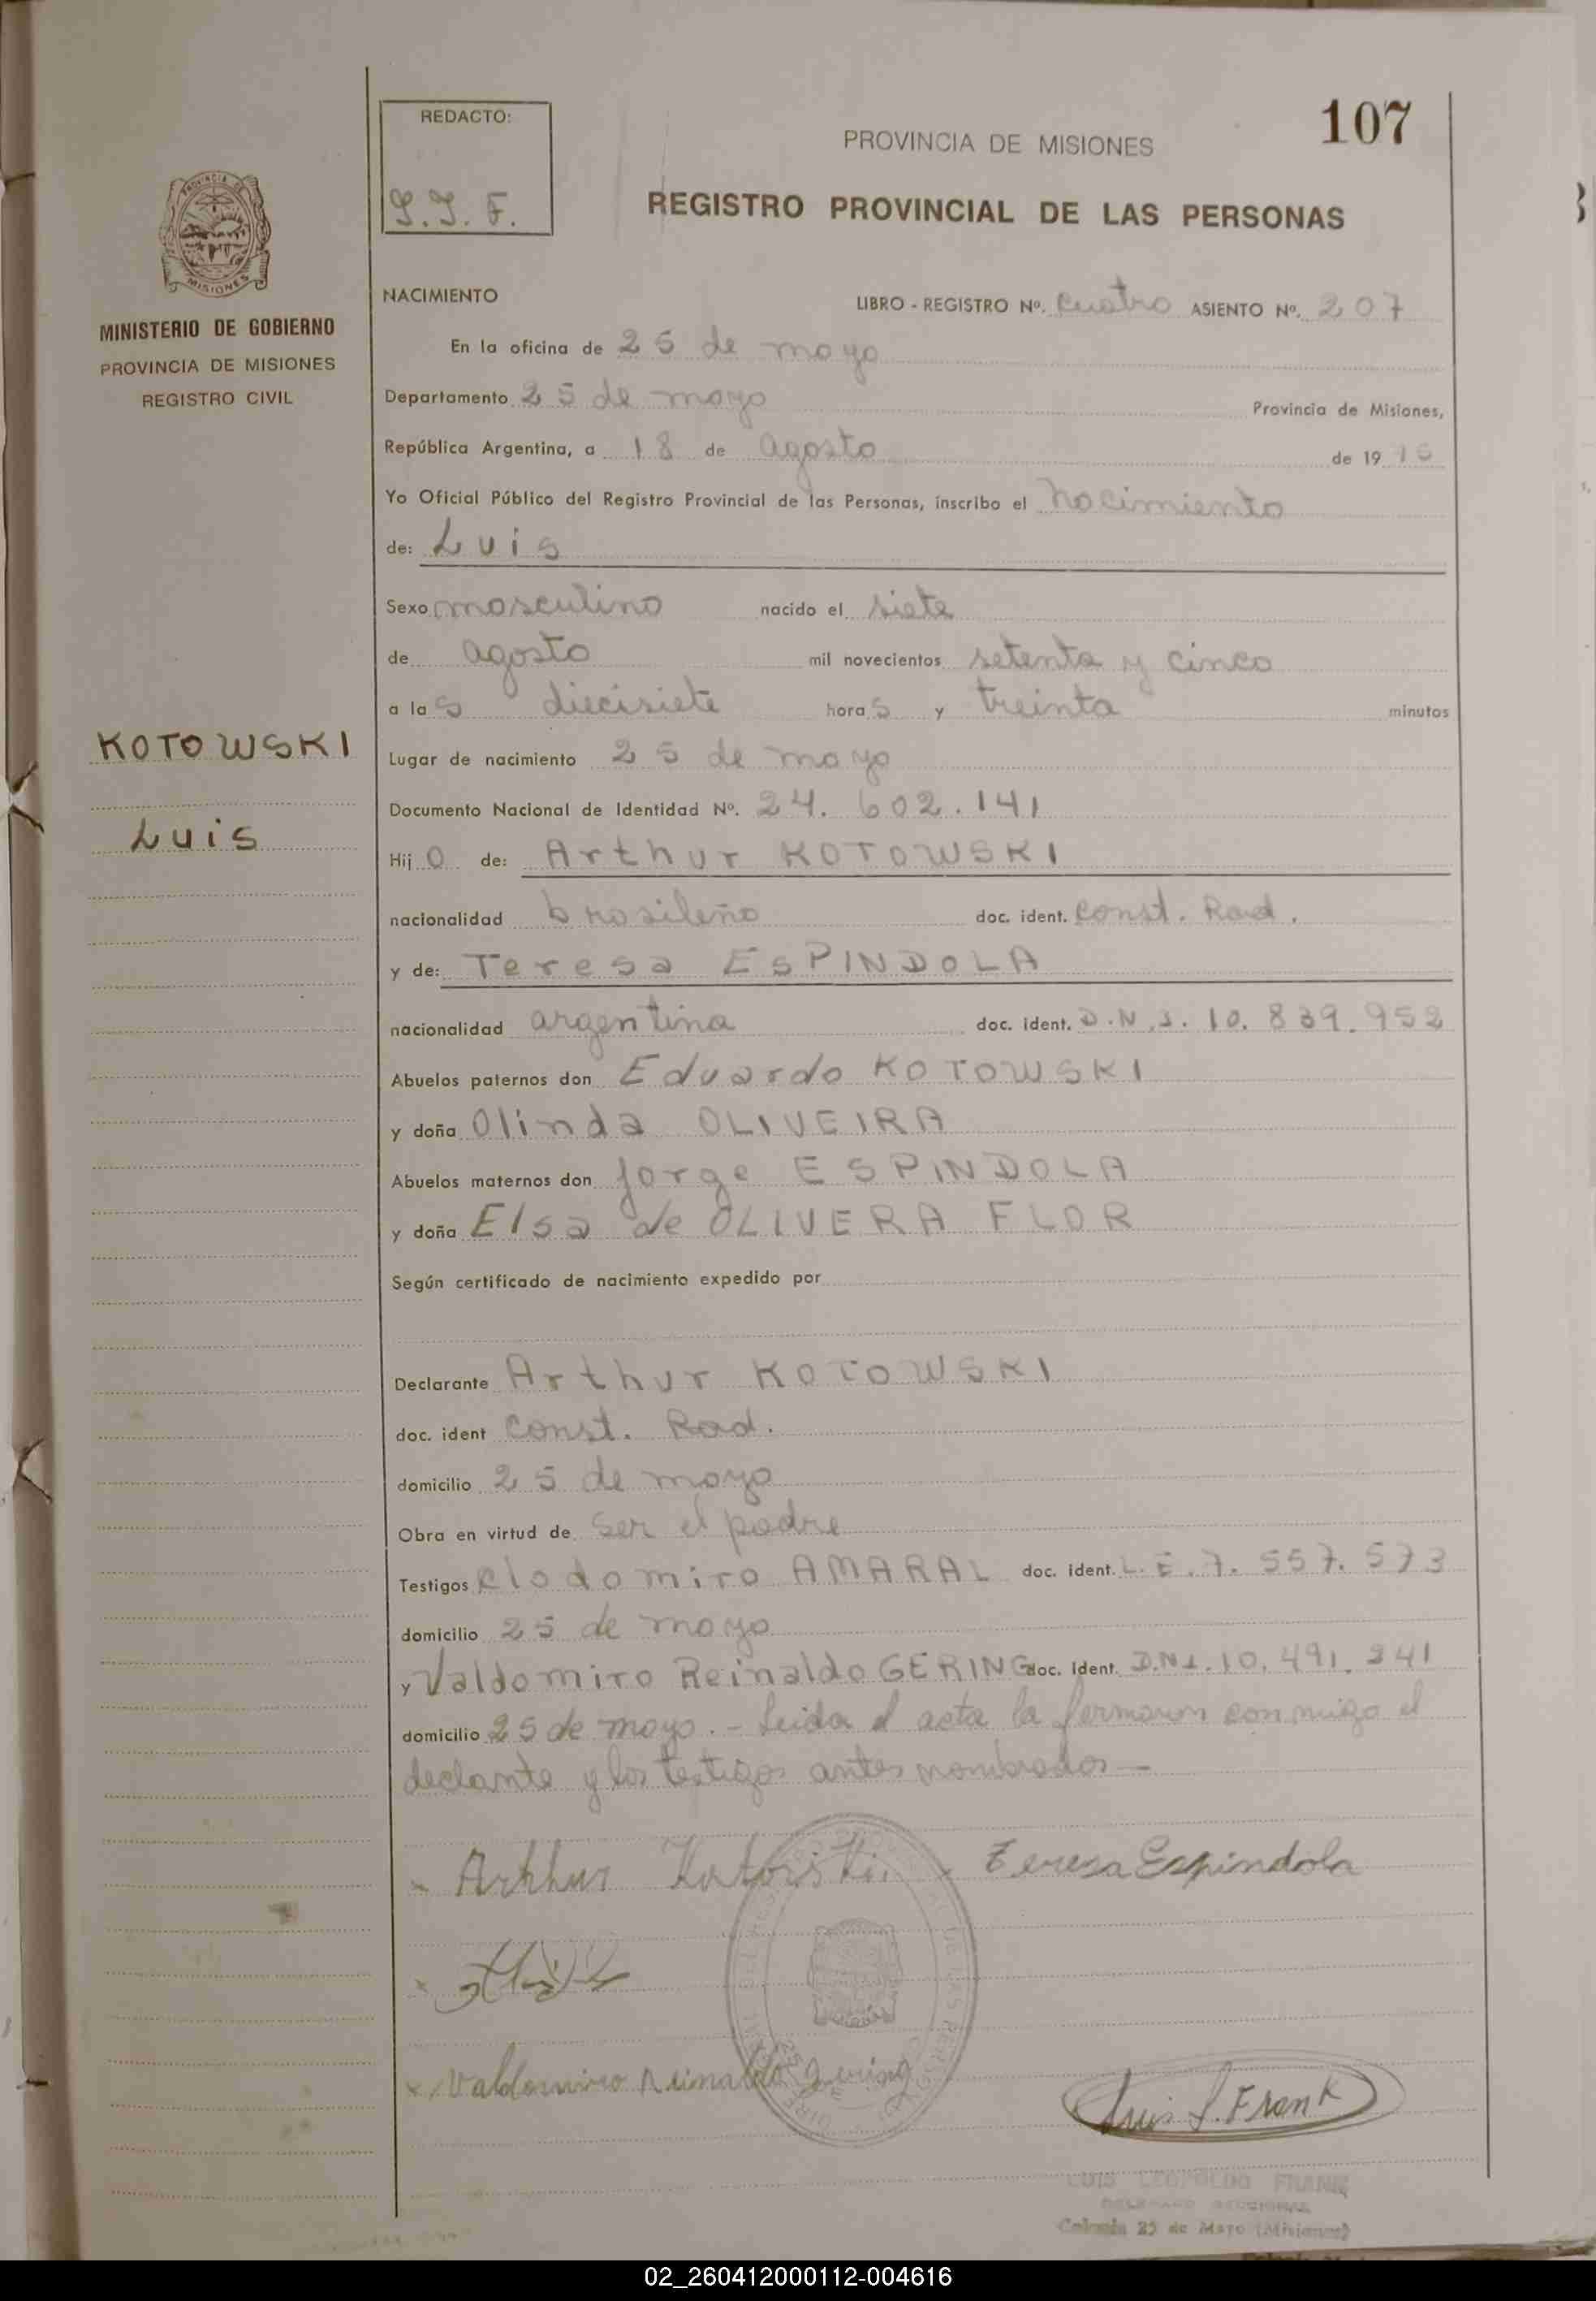 107
REDACTO:
PROVINCIA DE MISIONES
REGISTRO PROVINCIAL DE LAS PERSONAS
MISIONES
MINISTERIO DE GOBIERNO
PROVINCIA DE MISIONES
REGISTRO CIVIL
NACIMIENTO
LIBRO - REGISTRO Nº. Cuatro ASIENTO Nº. 207
En la oficina de 25 de mayo
Departamento 25 de mayo Provincia de Misiones,
República Argentina, a 18 de agosto de 19
Yo Oficial Público del Registro Provincial de las Personas, inscribo el nacimiento
de: Luis
Sexo masculino nacido el siete
de agosto mil novecientos setenta y cinco
a las diecisiete horas y treinta minutos
KOTOWSKI
Luis
Lugar de nacimiento 25 de mayo
Documento Nacional de Identidad Nº. 24.602.141
Hijo de: Arthur KOTOWSKI
nacionalidad brasileño doc. ident. Const. Rad.
y de: Teresa ESPINDOLA
nacionalidad argentina doc. ident. D.N.I. 10.839.952
Abuelos paternos don Eduardo KOTOWSKI
y doña Olinda OLIVEIRA
Abuelos maternos don Jorge ESPINDOLA
y doña Elsa de OLIVERA FLOR
Según certificado de nacimiento expedido por
Declarante Arthur KOTOWSKI
doc. ident Const. Rad.
domicilio 25 de mayo
Obra en virtud de ser el padre
Testigos Clodomiro AMARAL doc. ident. L.E. 7.557.573
domicilio 25 de mayo
y Valdomiro Reinaldo GERING doc. ident. D.N.I. 10.491.341
domicilio 25 de mayo. - Leida el acta la firmaron conmigo el
declante y los testigos antes nombrados —
Arthur Teresa Espindola
Valdomiro Reinaldo Gering
Luis L. Frank
LUIS LEOPOLDO FRANK
Colonia 25 de Mayo (Misiones)
02_260412000112-004616